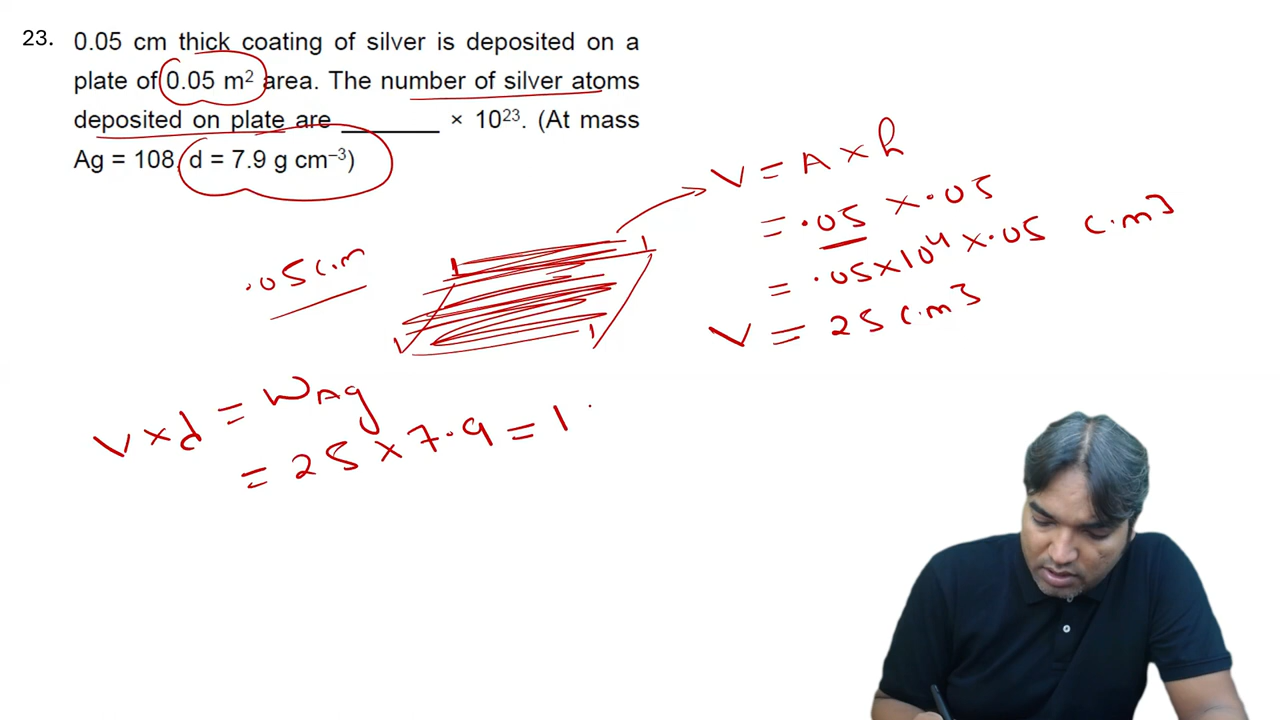 23. 0.05 cm thick coating of silver is deposited on a
plate of 0.05 m² area. The number of silver atoms
deposited on plate are _______ × 10²³. (At mass
Ag = 108, d = 7.9 g cm⁻³)
V = A × h
= .05 × .05
= .05×10⁴ × .05 C.m³
V = 25 C.m³
.05 C.m
V × d = W_Ag
= 25 × 7.9 = 1